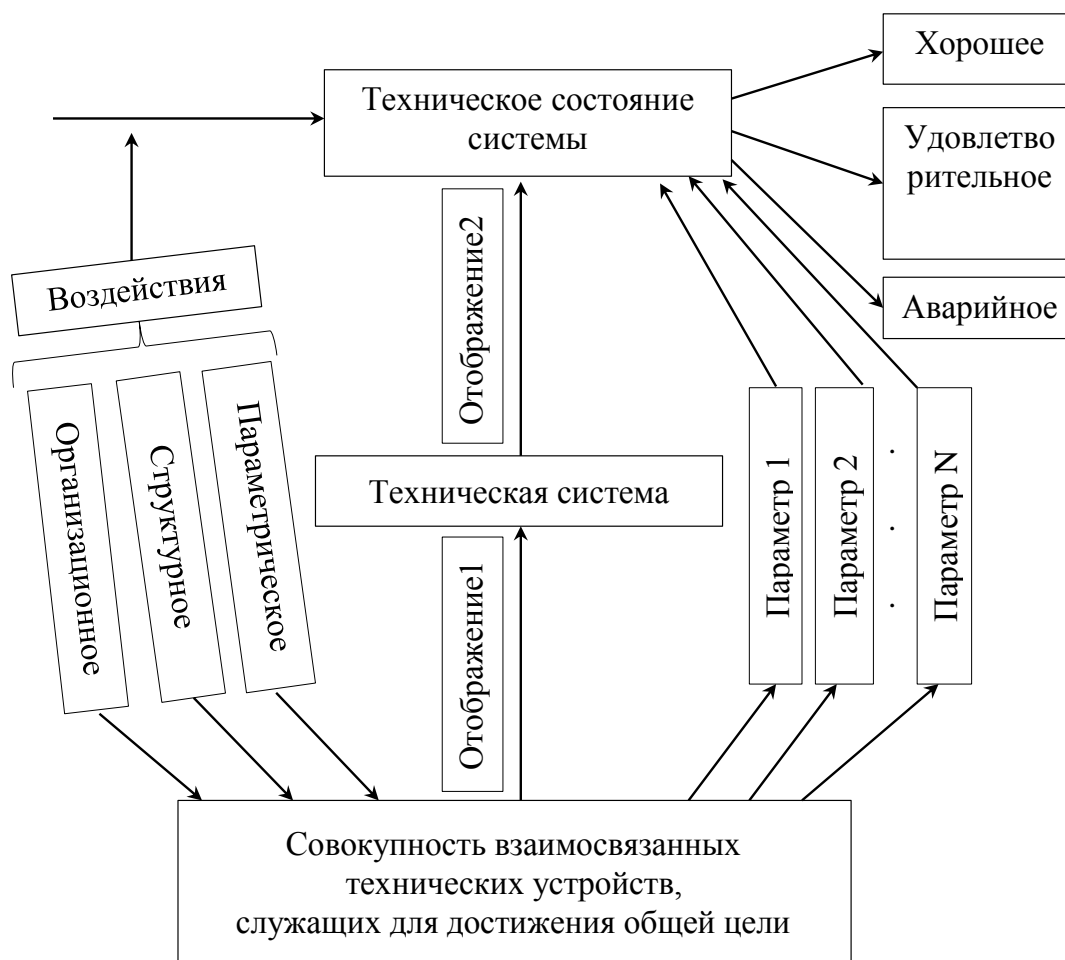 Хорошее
Техническое состояние
системы
Удовлетво
рительное
Аварийное
Воздействия
Отображение2
Организационное
Структурное
Параметрическое
Техническая система
Параметр 1
Параметр 2
. . .
Параметр N
Отображение1
Совокупность взаимосвязанных
технических устройств,
служащих для достижения общей цели